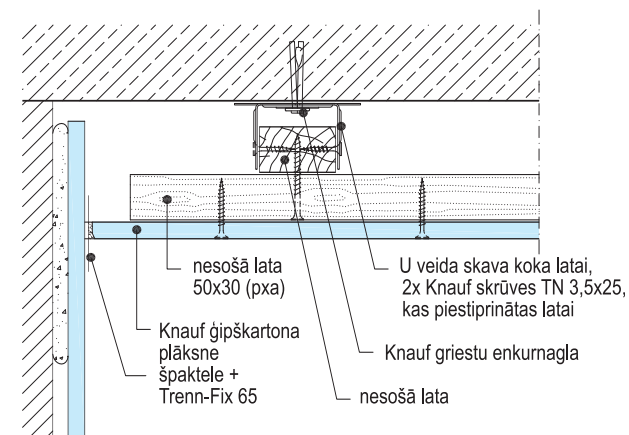 nesošā lata
50x30 (pxa)
Knauf ģipškartona
plāksne
špaktele +
Trenn-Fix 65
U veida skava koka latai,
2x Knauf skrūves TN 3,5x25,
kas piestiprinātas latai
Knauf griestu enkurnagla
nesošā lata